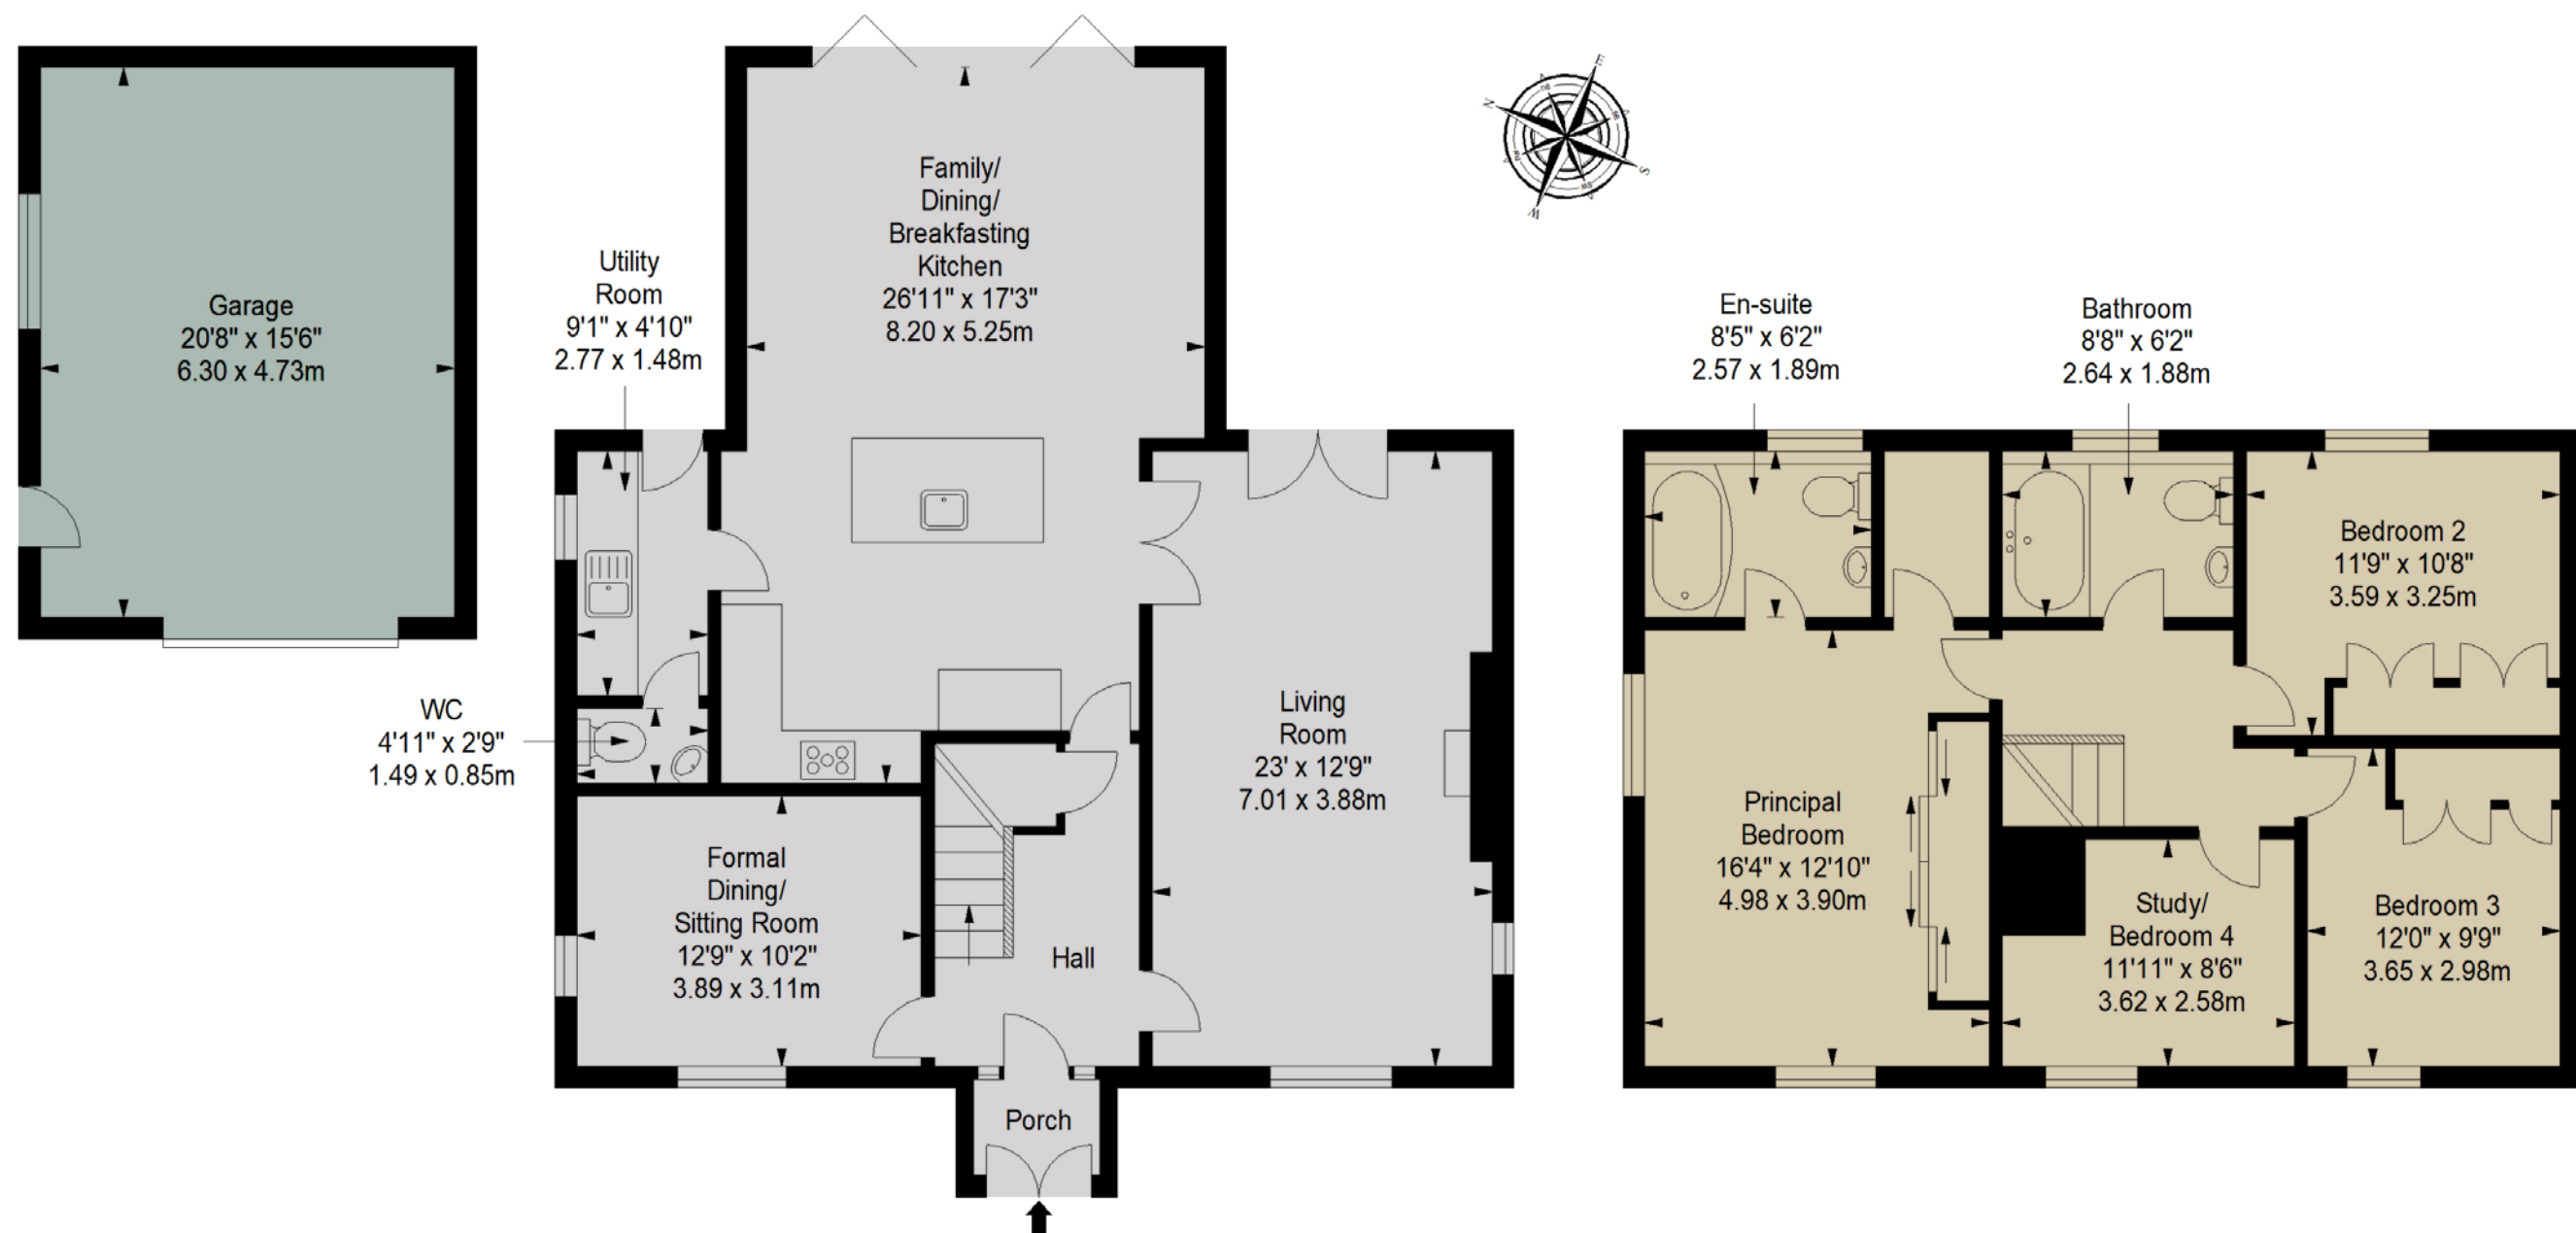 Garage
20'8" x 15'6"
6.30 x 4.73m
Utility
Room
9'1" x 4'10"
2.77 x 1.48m
Family/
Dining/
Breakfasting
Kitchen
26'11" x 17'3"
8.20 x 5.25m
WC
4'11" x 2'9"
1.49 x 0.85m
Formal
Dining/
Sitting Room
12'9" x 10'2"
3.89 x 3.11m
Hall
Porch
Living
Room
23' x 12'9"
7.01 x 3.88m
N
E
S
W
En-suite
8'5" x 6'2"
2.57 x 1.89m
Bathroom
8'8" x 6'2"
2.64 x 1.88m
Bedroom 2
11'9" x 10'8"
3.59 x 3.25m
Principal
Bedroom
16'4" x 12'10"
4.98 x 3.90m
Study/
Bedroom 4
11'11" x 8'6"
3.62 x 2.58m
Bedroom 3
12'0" x 9'9"
3.65 x 2.98m